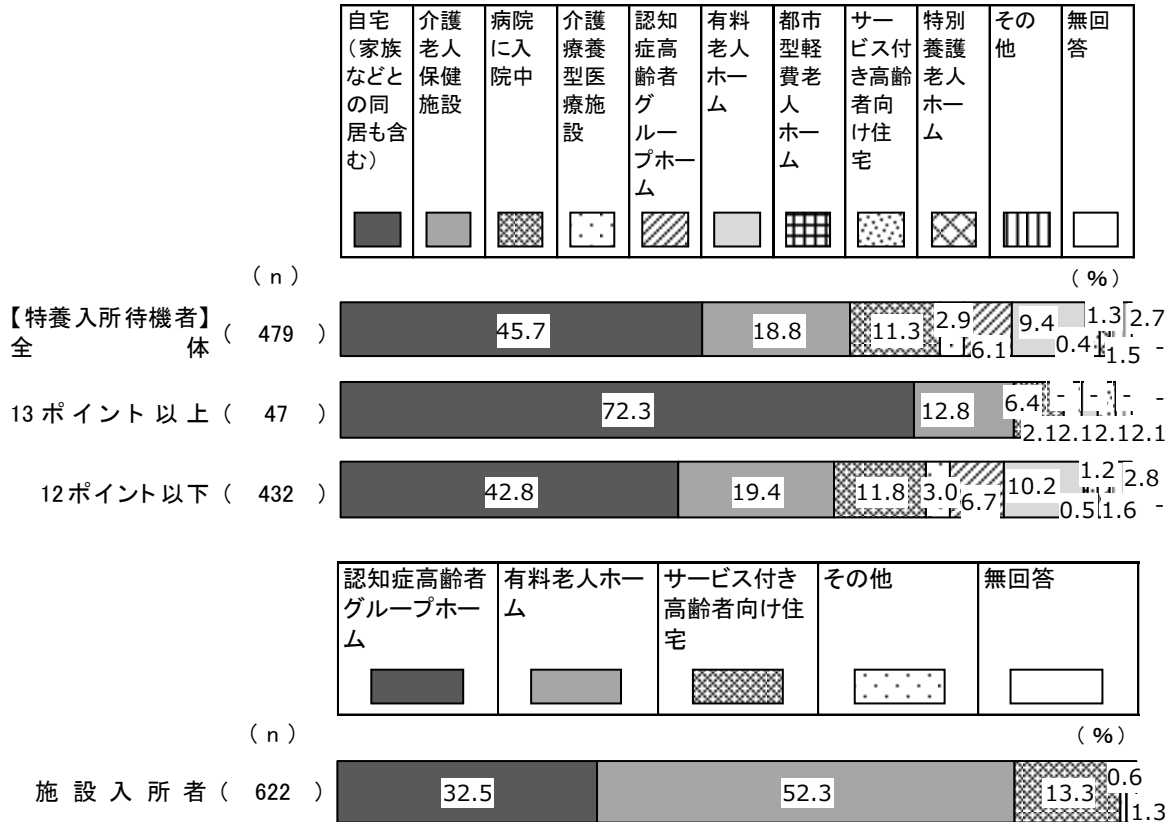 自宅（家族などとの同居も含む）
介護老人保健施設
病院に入院中
介護療養型医療施設
認知症高齢者グループホーム
有料老人ホーム
都市型軽費老人ホーム
サービス付き高齢者向け住宅
特別養護老人ホーム
その他
無回答
（ｎ）
（%）
【特養入所待機者】
全体
（ 479 ）
45.7
18.8
11.3
2.9
6.1
9.4
0.4
1.3
1.5
2.7
-
13ポイント以上（ 47 ）
72.3
12.8
6.4
2.1
-
2.1
-
2.1
-
2.1
-
12ポイント以下（ 432 ）
42.8
19.4
11.8
3.0
6.7
10.2
0.5
1.2
1.6
2.8
-
認知症高齢者グループホーム
有料老人ホーム
サービス付き高齢者向け住宅
その他
無回答
（ｎ）
（%）
施設入所者（ 622 ）
32.5
52.3
13.3
0.6
1.3